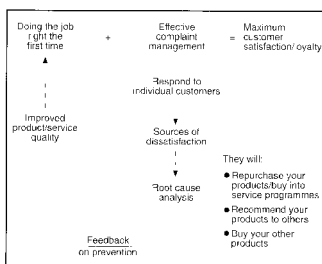 Doing the job
right the
first time
+
Effective
complaint
management
=
Maximum
customer
satisfaction/loyalty
Respond to
individual customers
Improved
product/service
quality
Sources of
dissatisfaction
Root cause
analysis
They will:
● Repurchase your
products/buy into
service programmes
● Recommend your
products to others
● Buy your other
products
Feedback
on prevention